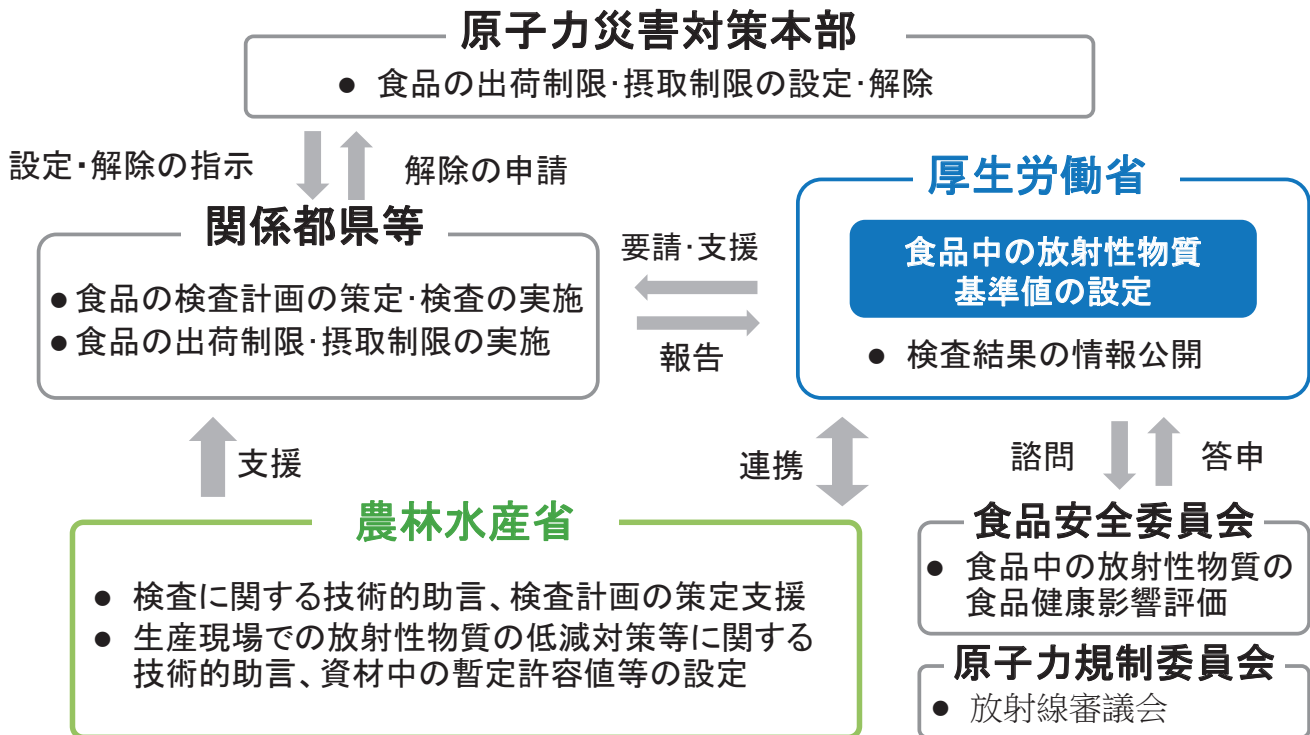 原子力災害対策本部
● 食品の出荷制限・摂取制限の設定・解除
設定・解除の指示
解除の申請
関係都県等
●食品の検査計画の策定・検査の実施
●食品の出荷制限・摂取制限の実施
要請・支援
報告
厚生労働省
食品中の放射性物質
基準値の設定
● 検査結果の情報公開
支援
連携
諮問
答申
農林水産省
● 検査に関する技術的助言、検査計画の策定支援
● 生産現場での放射性物質の低減対策等に関する
技術的助言、資材中の暫定許容値等の設定
食品安全委員会
● 食品中の放射性物質の
食品健康影響評価
原子力規制委員会
● 放射線審議会